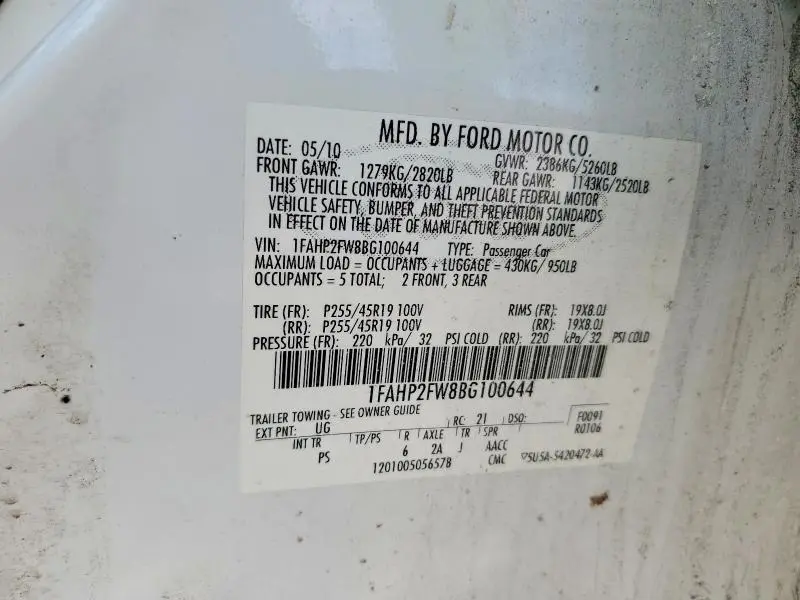 MFD. BY FORD MOTOR CO.
DATE: 05/10 GVWR: 2386KG/5260LB
FRONT GAWR: 1279KG/2820LB REAR GAWR: 1143KG/2520LB
THIS VEHICLE CONFORMS TO ALL APPLICABLE FEDERAL MOTOR
VEHICLE SAFETY, BUMPER, AND THEFT PREVENTION STANDARDS
IN EFFECT ON THE DATE OF MANUFACTURE SHOWN ABOVE.
VIN: 1FAHP2FW8BG100644 TYPE: Passenger Car
MAXIMUM LOAD = OCCUPANTS + LUGGAGE = 430KG/ 950LB
OCCUPANTS = 5 TOTAL; 2 FRONT, 3 REAR
TIRE (FR): P255/45R19 100V RIMS (FR): 19X8.0J
(RR): P255/45R19 100V (RR): 19X8.0J
PRESSURE (FR): 220 kPa/ 32 PSI COLD (RR): 220 kPa/ 32 PSI COLD
1FAHP2FW8BG100644
TRAILER TOWING - SEE OWNER GUIDE
EXT PNT: UG RC: 21 DSO: F0091
R0106
INT TR TP/PS R AXLE TR SPR
PS 6 2A J AACC
1201005056578 CMC 5U5A-5420472-AA